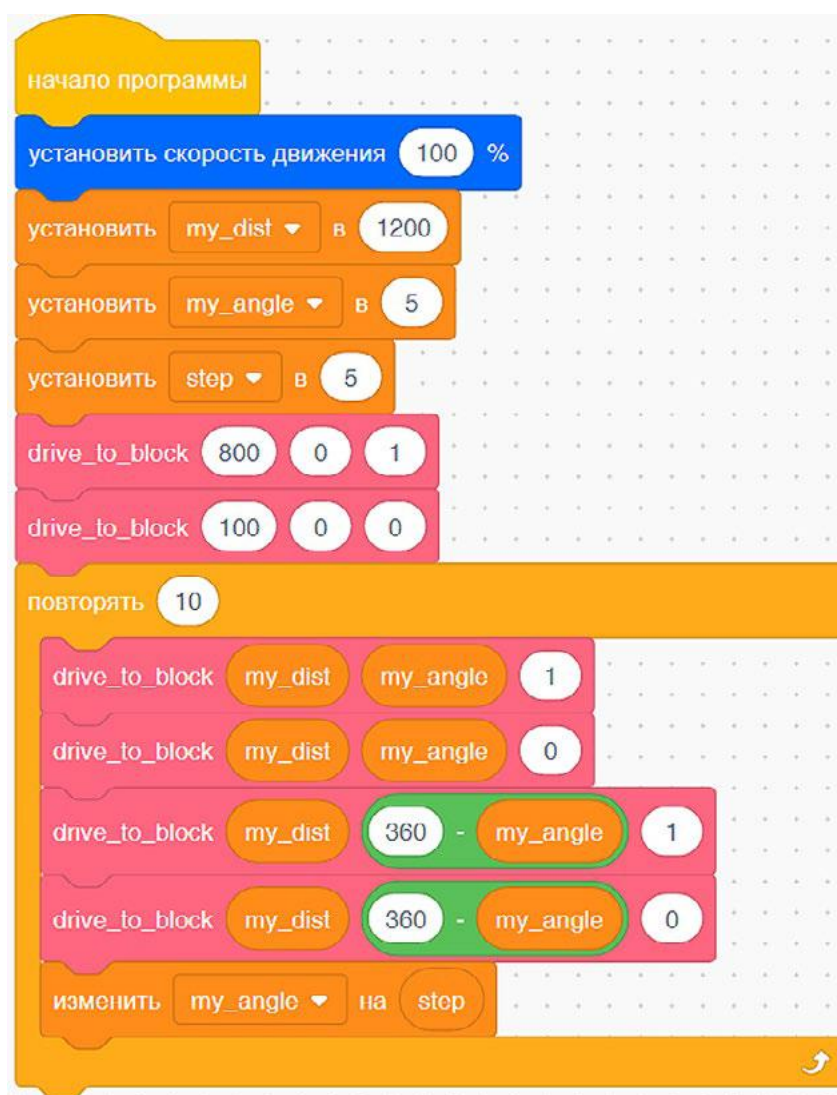 начало программы
установить скорость движения 100 %
установить my_dist в 1200
установить my_angle в 5
установить step в 5
drive_to_block 800 0 1
drive_to_block 100 0 0
повторять 10
drive_to_block my_dist my_angle 1
drive_to_block my_dist my_angle 0
drive_to_block my_dist 360 - my_angle 1
drive_to_block my_dist 360 - my_angle 0
изменить my_angle на step